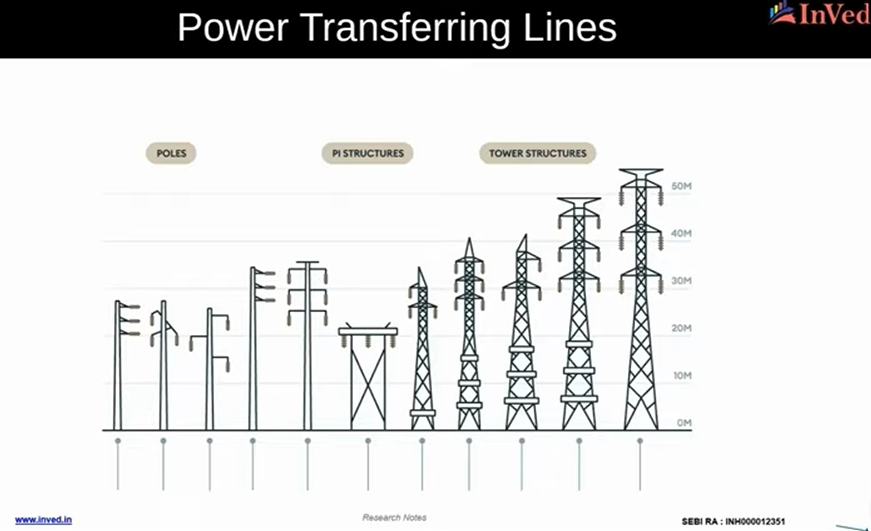 Power Transferring Lines
InVed
POLES
PI STRUCTURES
TOWER STRUCTURES
50M
40M
30M
20M
10M
0M
www.inved.in
Research Notes
SEBI RA : INH000012351